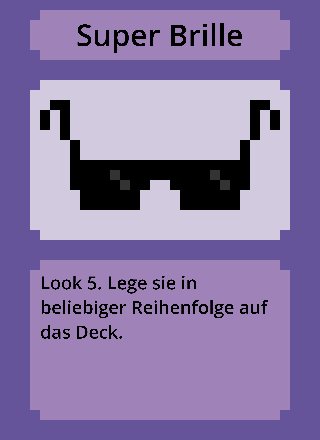 Super Brille
Look 5. Lege sie in
beliebiger Reihenfolge auf
das Deck.